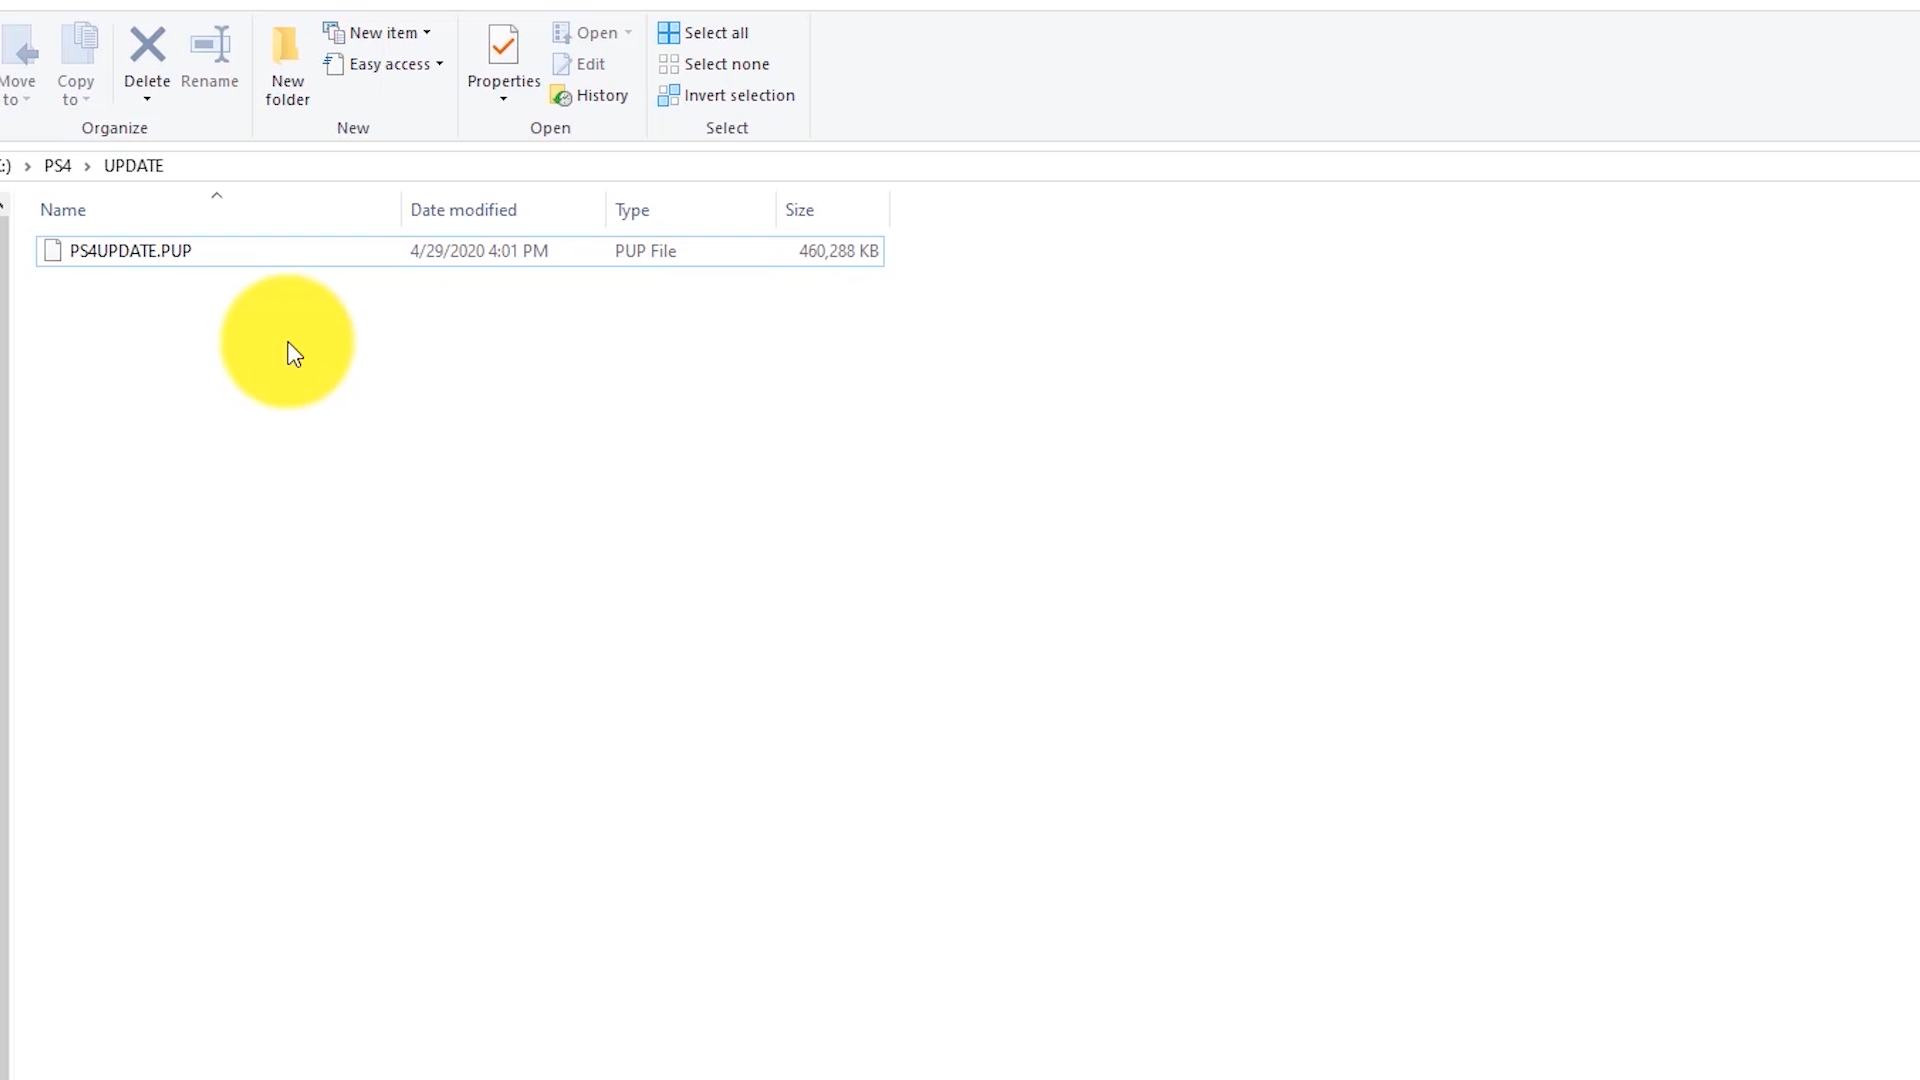 New item
Open
Select all
Move to
Copy to
Delete
Rename
New folder
Easy access
Properties
Edit
Select none
History
Invert selection
Organize
New
Open
Select
:) > PS4 > UPDATE
Name
Date modified
Type
Size
PS4UPDATE.PUP
4/29/2020 4:01 PM
PUP File
460,288 KB